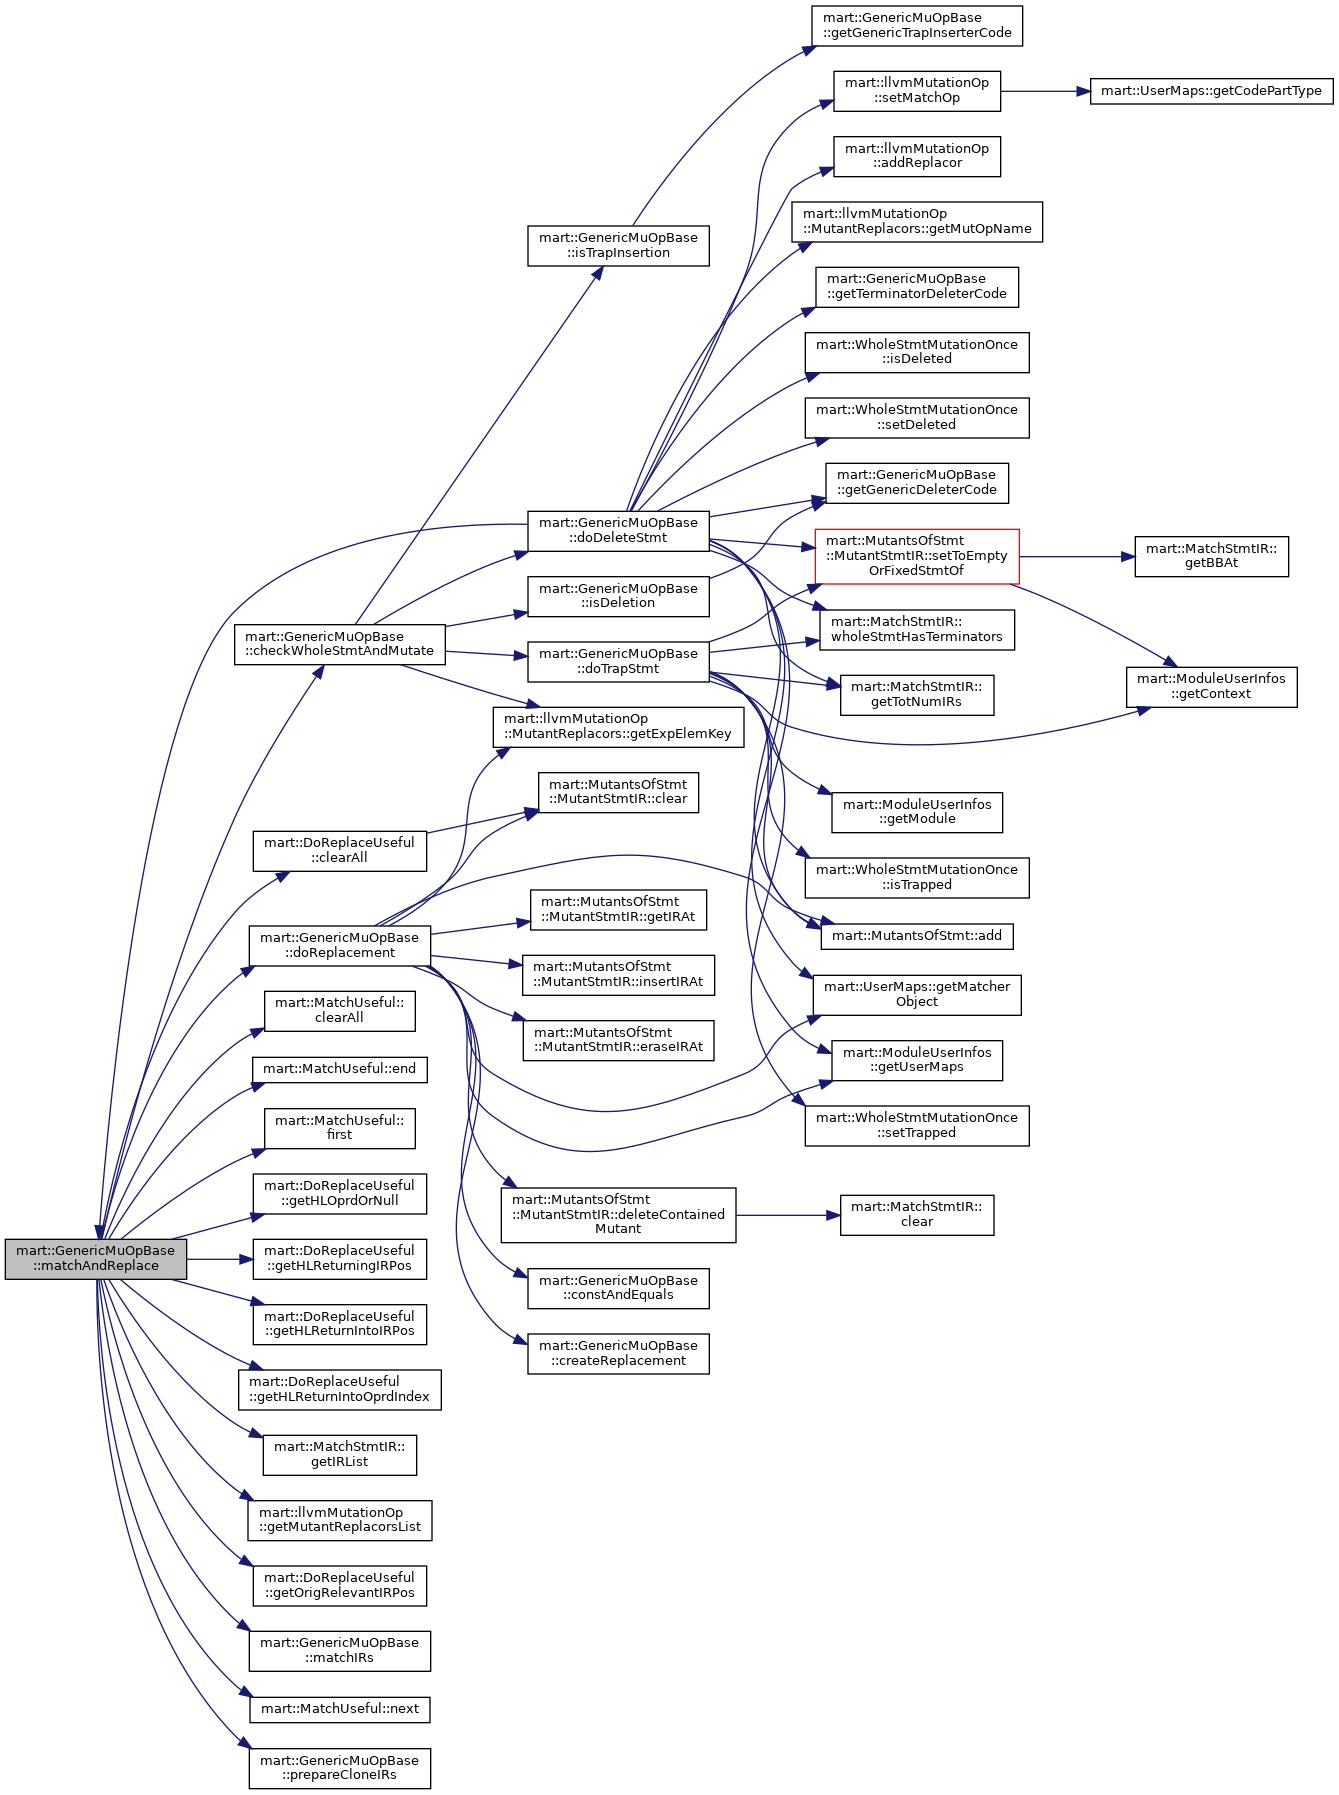 mart::GenericMuOpBase
::getGenericTrapInserterCode
mart::llvmMutationOp
::setMatchOp
mart::UserMaps::getCodePartType
mart::llvmMutationOp
::addReplacor
mart::llvmMutationOp
::MutantReplacors::getMutOpName
mart::GenericMuOpBase
::isTrapInsertion
mart::GenericMuOpBase
::getTerminatorDeleterCode
mart::WholeStmtMutationOnce
::isDeleted
mart::WholeStmtMutationOnce
::setDeleted
mart::GenericMuOpBase
::getGenericDeleterCode
mart::GenericMuOpBase
::doDeleteStmt
mart::MutantsOfStmt
::MutantStmtIR::setToEmpty
OrFixedStmtOf
mart::MatchStmtIR::
getBBAt
mart::GenericMuOpBase
::isDeletion
mart::MatchStmtIR::
wholeStmtHasTerminators
mart::GenericMuOpBase
::checkWholeStmtAndMutate
mart::GenericMuOpBase
::doTrapStmt
mart::MatchStmtIR::
getTotNumIRs
mart::ModuleUserInfos
::getContext
mart::llvmMutationOp
::MutantReplacors::getExpElemKey
mart::MutantsOfStmt
::MutantStmtIR::clear
mart::ModuleUserInfos
::getModule
mart::DoReplaceUseful
::clearAll
mart::WholeStmtMutationOnce
::isTrapped
mart::MutantsOfStmt
::MutantStmtIR::getIRAt
mart::GenericMuOpBase
::doReplacement
mart::MutantsOfStmt::add
mart::MutantsOfStmt
::MutantStmtIR::insertIRAt
mart::UserMaps::getMatcher
Object
mart::MatchUseful::
clearAll
mart::MutantsOfStmt
::MutantStmtIR::eraseIRAt
mart::ModuleUserInfos
::getUserMaps
mart::MatchUseful::end
mart::MatchUseful::
first
mart::WholeStmtMutationOnce
::setTrapped
mart::DoReplaceUseful
::getHLOprdOrNull
mart::MutantsOfStmt
::MutantStmtIR::deleteContained
Mutant
mart::MatchStmtIR::
clear
mart::GenericMuOpBase
::matchAndReplace
mart::DoReplaceUseful
::getHLReturningIRPos
mart::GenericMuOpBase
::constAndEquals
mart::DoReplaceUseful
::getHLReturnIntoIRPos
mart::GenericMuOpBase
::createReplacement
mart::DoReplaceUseful
::getHLReturnIntoOprdIndex
mart::MatchStmtIR::
getIRList
mart::llvmMutationOp
::getMutantReplacorsList
mart::DoReplaceUseful
::getOrigRelevantIRPos
mart::GenericMuOpBase
::matchIRs
mart::MatchUseful::next
mart::GenericMuOpBase
::prepareCloneIRs